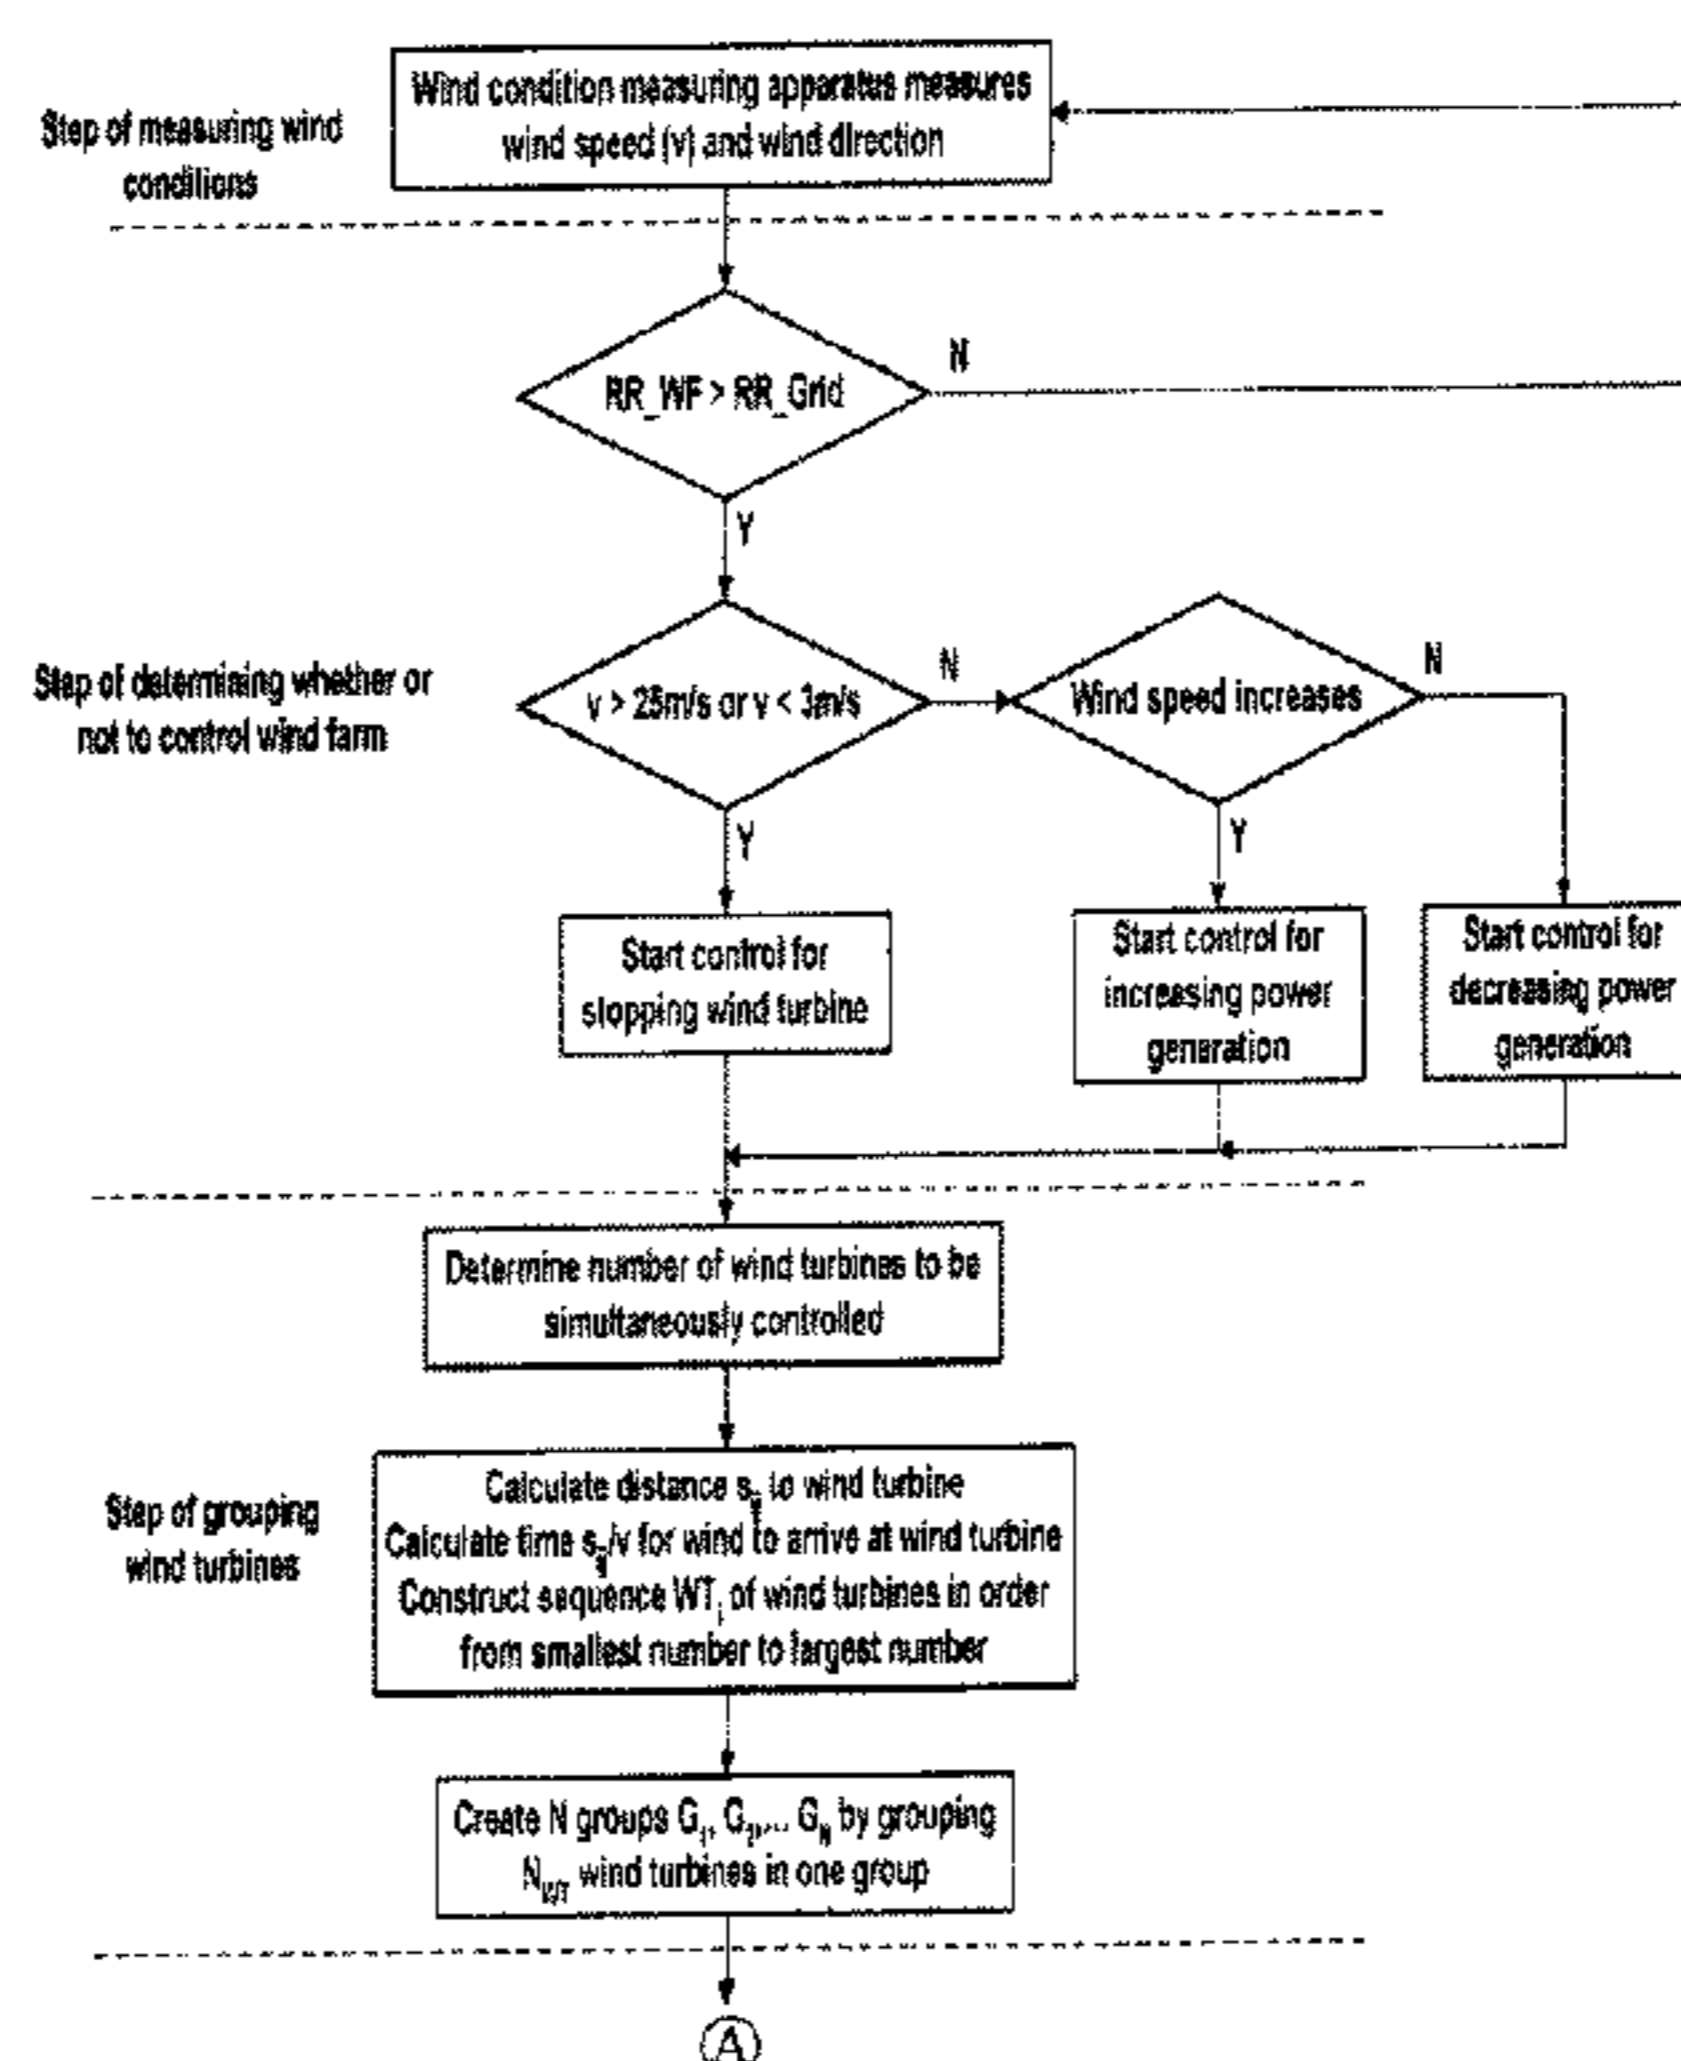 Wind condition measuring apparatus measures
wind speed (v) and wind direction
Step of measuring wind
conditions
RR_WF > RR_Grid
N
Y
Step of determining whether or
not to control wind farm
v > 25m/s or v < 3m/s
N
Wind speed increases
N
Y
Y
Start control for
stopping wind turbine
Start control for
increasing power
generation
Start control for
decreasing power
generation
Determine number of wind turbines to be
simultaneously controlled
Step of grouping
wind turbines
Calculate distance s to wind turbine
Calculate time s /v for wind to arrive at wind turbine
Construct sequence WTi of wind turbines in order
from smallest number to largest number
Create N groups G1, G2,... GN by grouping
NWT wind turbines in one group
A